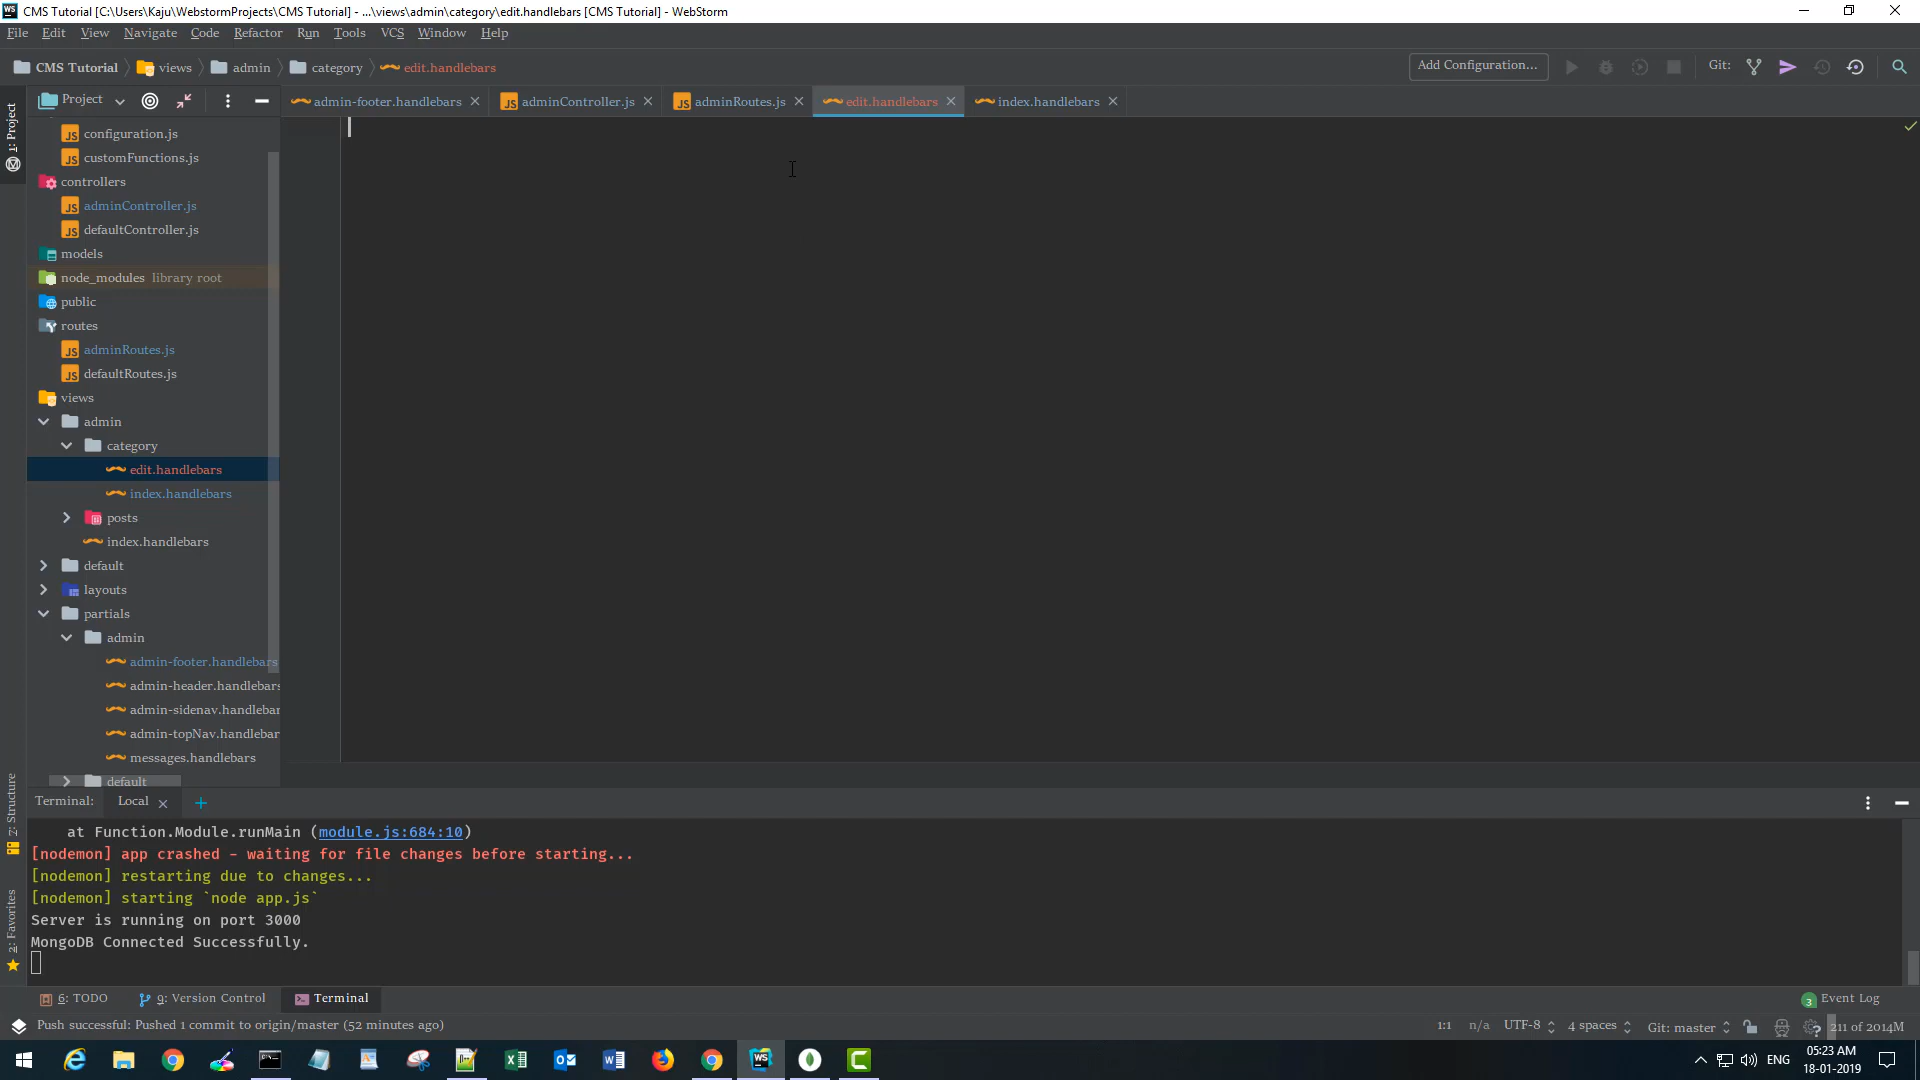 CMS Tutorial [C:\Users\Kaju\WebstormProjects\CMS Tutorial] - ...\views\admin\category\edit.handlebars [CMS Tutorial] - WebStorm
File Edit View Navigate Code Refactor Run Tools VCS Window Help
CMS Tutorial views admin category edit.handlebars Add Configuration... Git:
Project admin-footer.handlebars adminController.js adminRoutes.js edit.handlebars index.handlebars
1: Project
configuration.js
customFunctions.js
controllers
adminController.js
defaultController.js
models
node_modules library root
public
routes
adminRoutes.js
defaultRoutes.js
views
admin
category
edit.handlebars
index.handlebars
posts
index.handlebars
default
layouts
partials
admin
admin-footer.handlebars
admin-header.handlebars
admin-sidenav.handlebar
admin-topNav.handlebar
messages.handlebars
default
Z: Structure
2: Favorites
Terminal: Local
at Function.Module.runMain (module.js:684:10)
[nodemon] app crashed - waiting for file changes before starting...
[nodemon] restarting due to changes...
[nodemon] starting `node app.js`
Server is running on port 3000
MongoDB Connected Successfully.
6: TODO 9: Version Control Terminal 3 Event Log
Push successful: Pushed 1 commit to origin/master (52 minutes ago) 1:1 n/a UTF-8 4 spaces Git: master 211 of 2014M
ENG 05:23 AM
18-01-2019